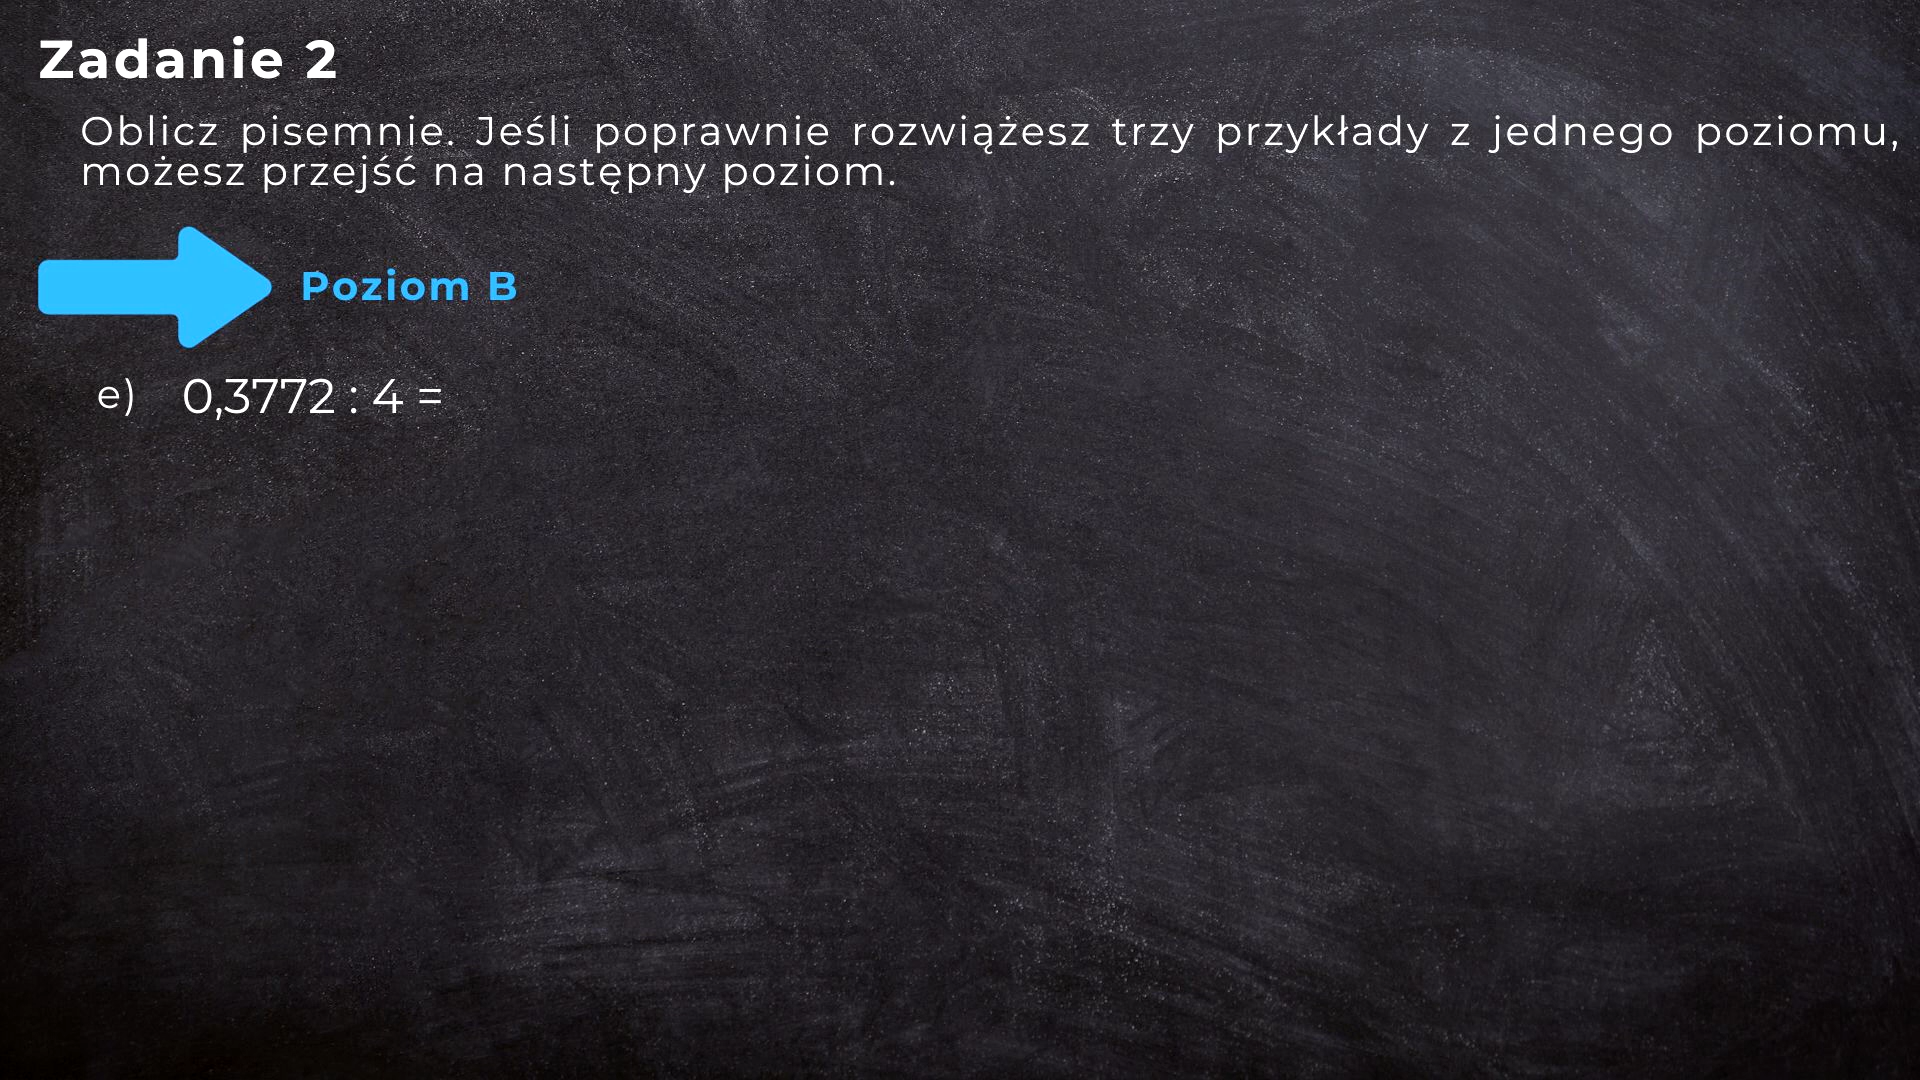 Zadanie 2
Oblicz pisemnie. Jeśli poprawnie rozwiążesz trzy przykłady z jednego poziomu,
możesz przejść na następny poziom.
Poziom B
e) 0,3772 : 4 =